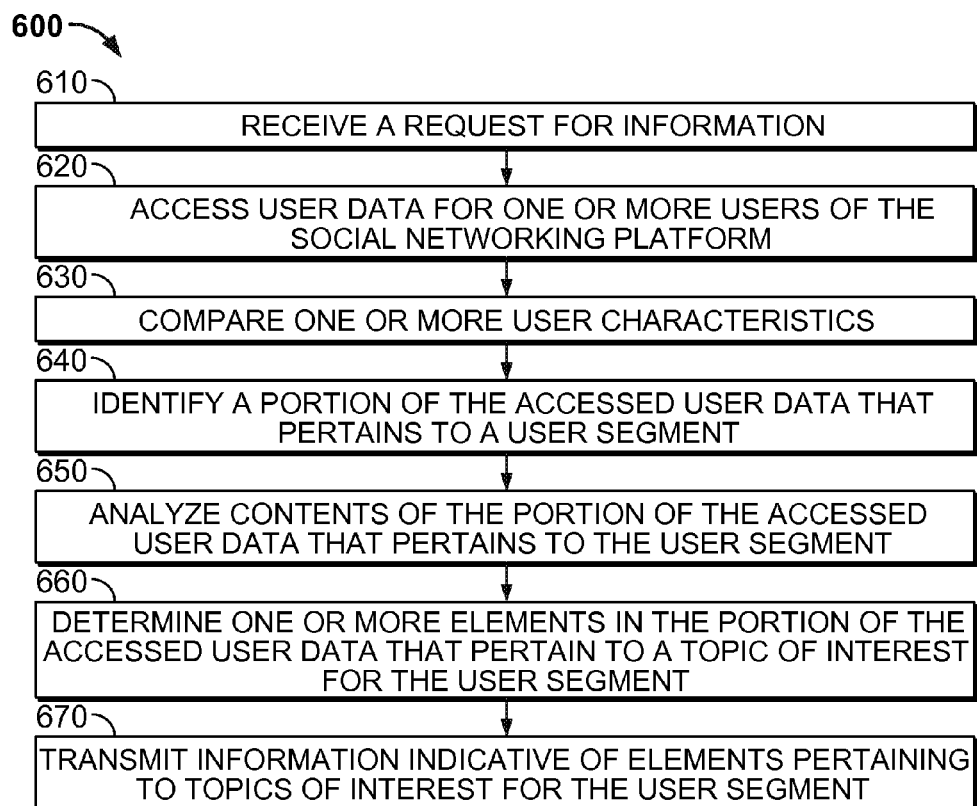 600
610
RECEIVE A REQUEST FOR INFORMATION
620
ACCESS USER DATA FOR ONE OR MORE USERS OF THE
SOCIAL NETWORKING PLATFORM
630
COMPARE ONE OR MORE USER CHARACTERISTICS
640
IDENTIFY A PORTION OF THE ACCESSED USER DATA THAT
PERTAINS TO A USER SEGMENT
650
ANALYZE CONTENTS OF THE PORTION OF THE ACCESSED
USER DATA THAT PERTAINS TO THE USER SEGMENT
660
DETERMINE ONE OR MORE ELEMENTS IN THE PORTION OF THE
ACCESSED USER DATA THAT PERTAIN TO A TOPIC OF INTEREST
FOR THE USER SEGMENT
670
TRANSMIT INFORMATION INDICATIVE OF ELEMENTS PERTAINING
TO TOPICS OF INTEREST FOR THE USER SEGMENT